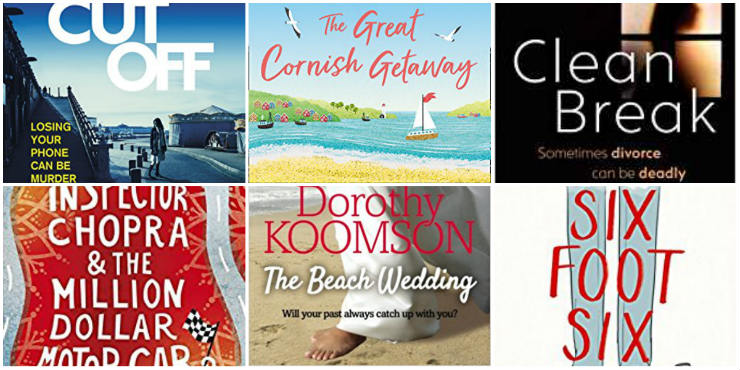 CUT
OFF
LOSING
YOUR
PHONE
CAN BE
MURDER
The Great
Cornish Getaway
Clean
Break
Sometimes divorce
can be deadly
INSPECTOR
CHOPRA
& THE
MILLION
DOLLAR
MOTOR CAR
Dorothy
KOOMSON
The Beach Wedding
Will your past always catch up with you?
SIX
FOOT
SIX